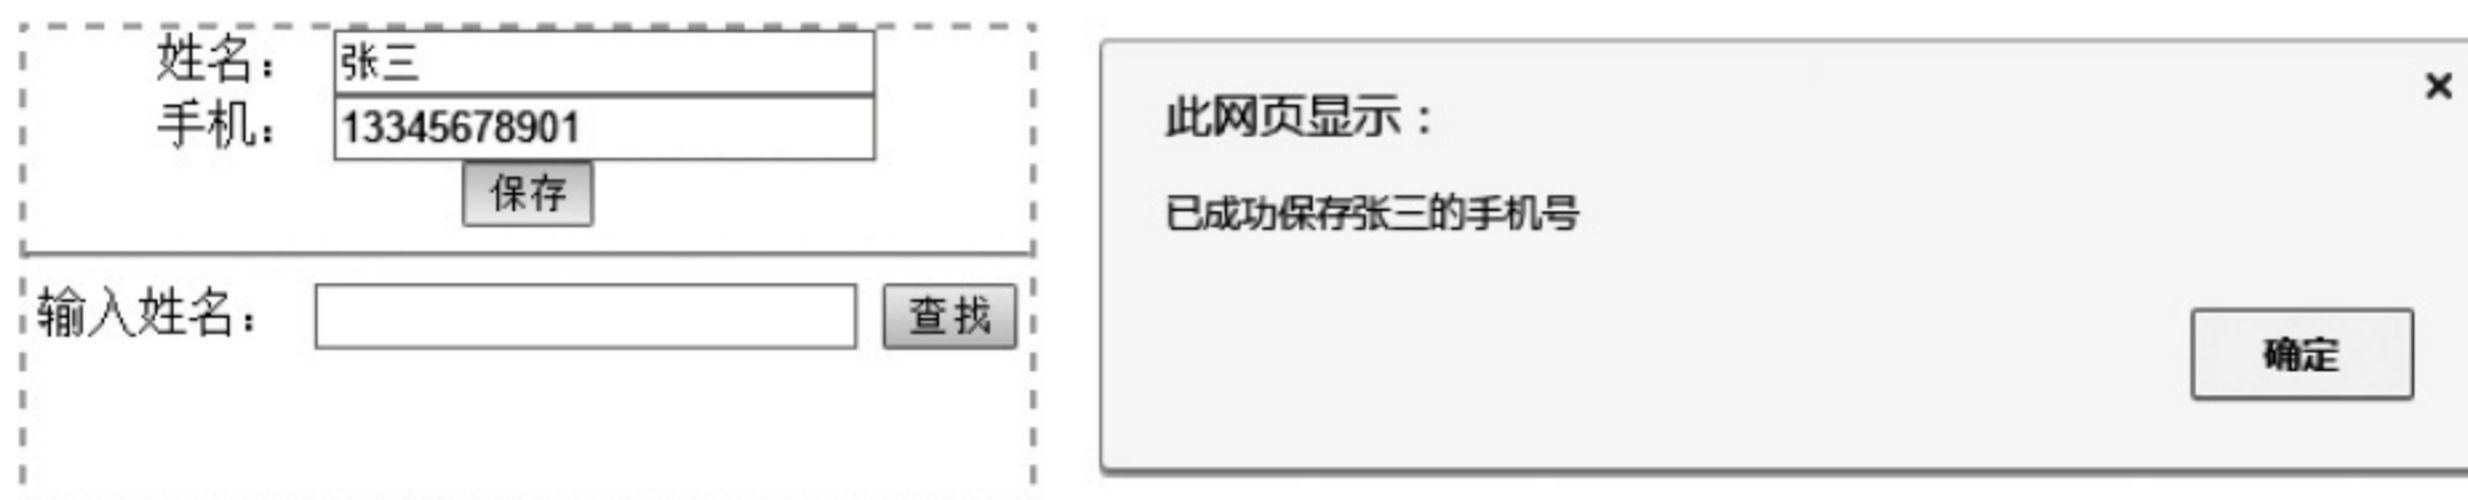 姓名：张三
手机：13345678901
保存
输入姓名： 查找
此网页显示：
已成功保存张三的手机号
确定